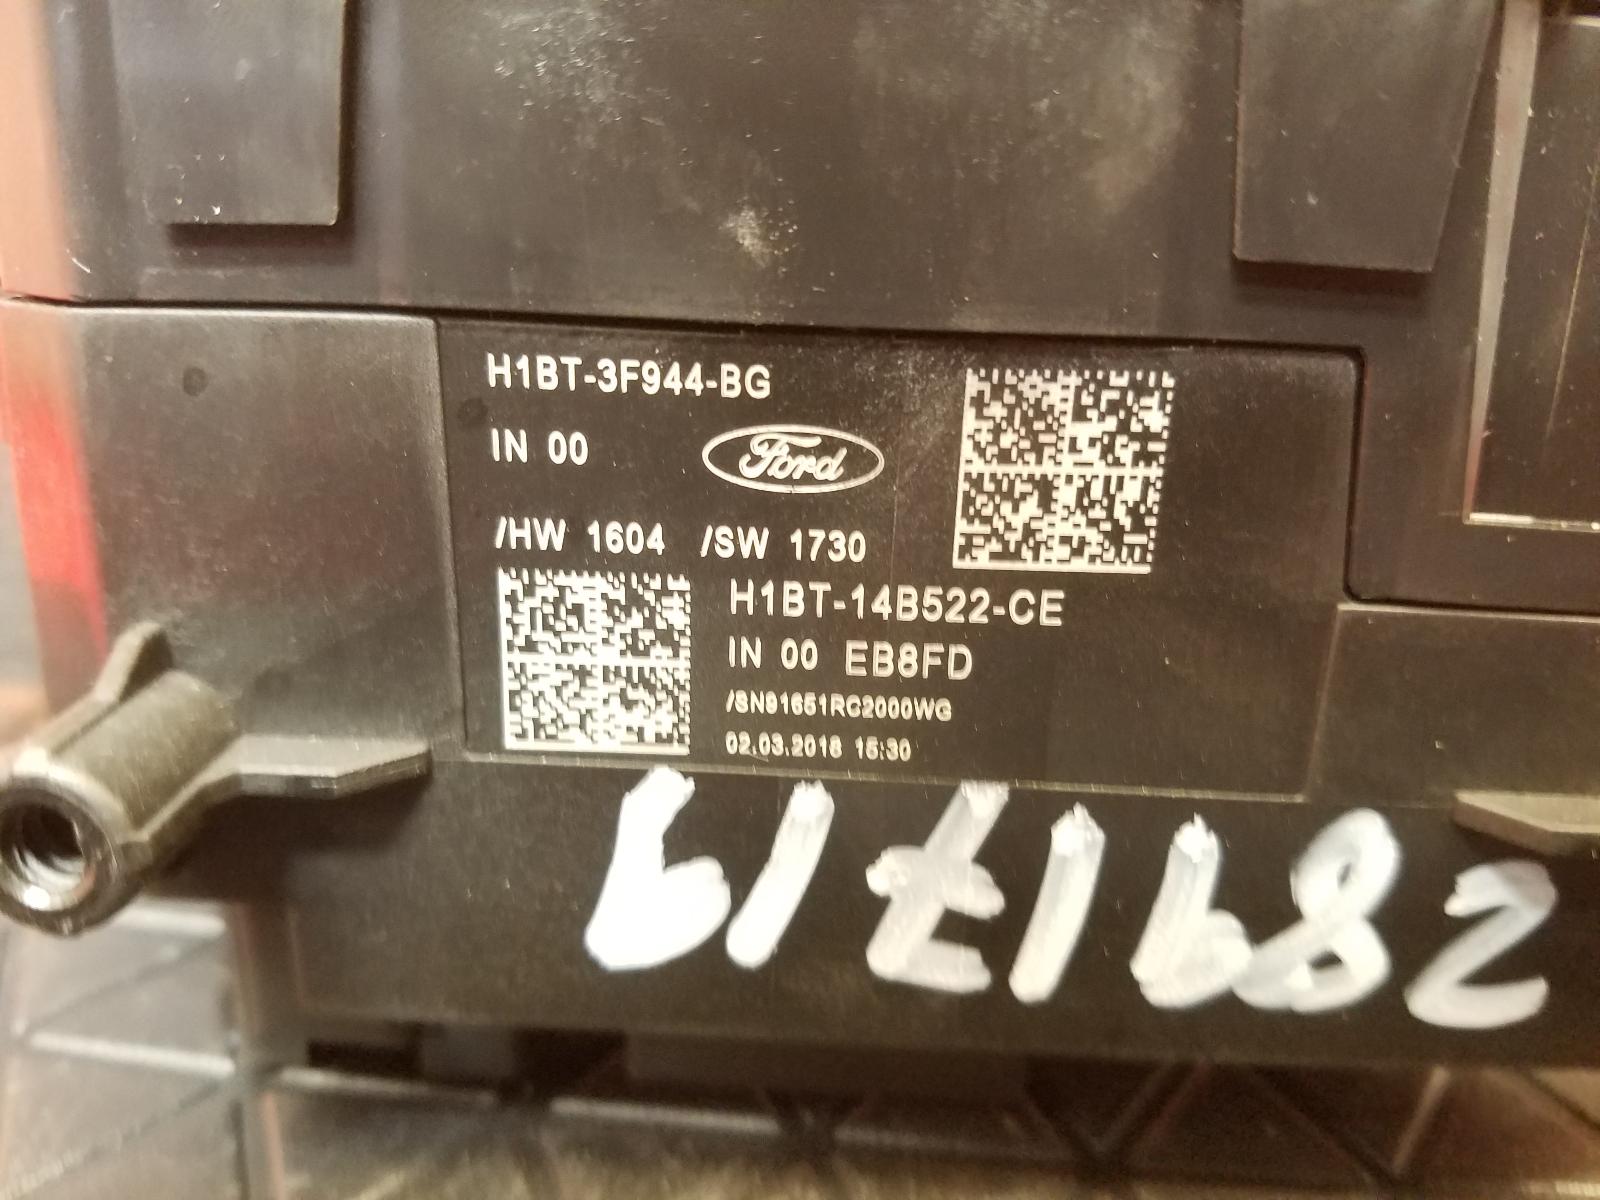 H1BT-3F944-BG
IN 00
Ford
/HW 1604 /SW 1730
H1BT-14B522-CE
IN 00 EB8FD
/SN91651RC2000WG
02.03.2018 15:30
2891719